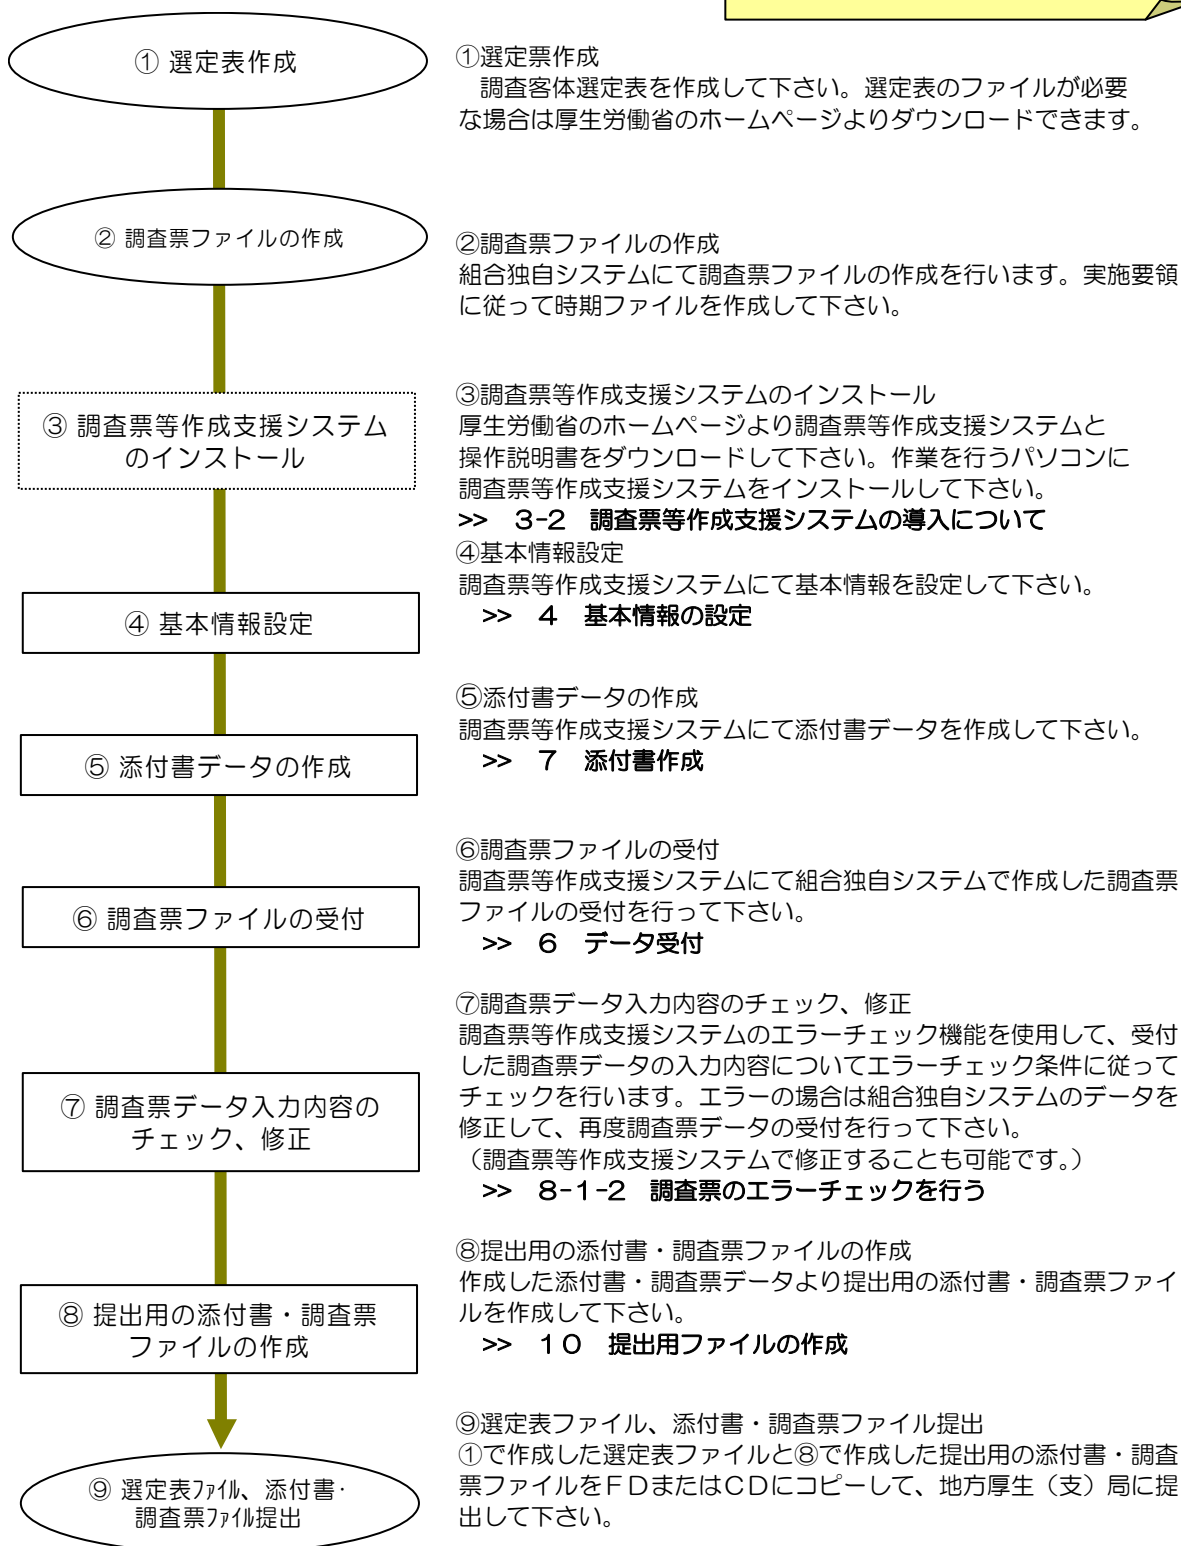 ① 選定表作成
①選定票作成
調査客体選定表を作成して下さい。選定表のファイルが必要
な場合は厚生労働省のホームページよりダウンロードできます。
② 調査票ファイルの作成
②調査票ファイルの作成
組合独自システムにて調査票ファイルの作成を行います。実施要領
に従って時期ファイルを作成して下さい。
③ 調査票等作成支援システム
のインストール
③調査票等作成支援システムのインストール
厚生労働省のホームページより調査票等作成支援システムと
操作説明書をダウンロードして下さい。作業を行うパソコンに
調査票等作成支援システムをインストールして下さい。
>> 3-2 調査票等作成支援システムの導入について
④ 基本情報設定
④基本情報設定
調査票等作成支援システムにて基本情報を設定して下さい。
>> 4 基本情報の設定
⑤ 添付書データの作成
⑤添付書データの作成
調査票等作成支援システムにて添付書データを作成して下さい。
>> 7 添付書作成
⑥ 調査票ファイルの受付
⑥調査票ファイルの受付
調査票等作成支援システムにて組合独自システムで作成した調査票
ファイルの受付を行って下さい。
>> 6 データ受付
⑦ 調査票データ入力内容の
チェック、修正
⑦調査票データ入力内容のチェック、修正
調査票等作成支援システムのエラーチェック機能を使用して、受付
した調査票データの入力内容についてエラーチェック条件に従って
チェックを行います。エラーの場合は組合独自システムのデータを
修正して、再度調査票データの受付を行って下さい。
（調査票等作成支援システムで修正することも可能です。）
>> 8-1-2 調査票のエラーチェックを行う
⑧ 提出用の添付書・調査票
ファイルの作成
⑧提出用の添付書・調査票ファイルの作成
作成した添付書・調査票データより提出用の添付書・調査票ファイ
ルを作成して下さい。
>> 10 提出用ファイルの作成
⑨ 選定表ﾌｧｲﾙ、添付書･
調査票ﾌｧｲﾙ提出
⑨選定表ファイル、添付書・調査票ファイル提出
①で作成した選定表ファイルと⑧で作成した提出用の添付書・調査
票ファイルをＦＤまたはＣＤにコピーして、地方厚生（支）局に提
出して下さい。